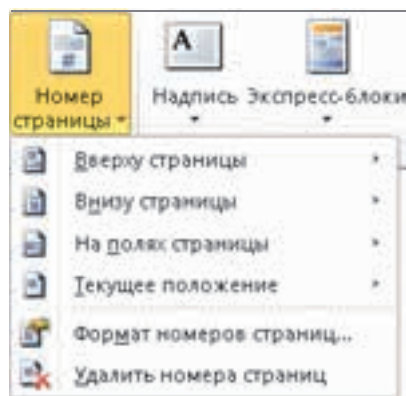 Номер страницы
Надпись
Экспресс-блоки
Вверху страницы
Внизу страницы
На полях страницы
Текущее положение
Формат номеров страниц...
Удалить номера страниц